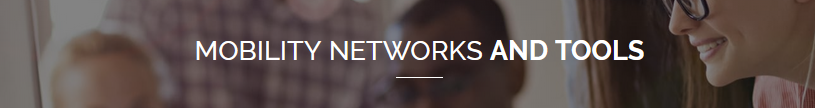 MOBILITY NETWORKS AND TOOLS